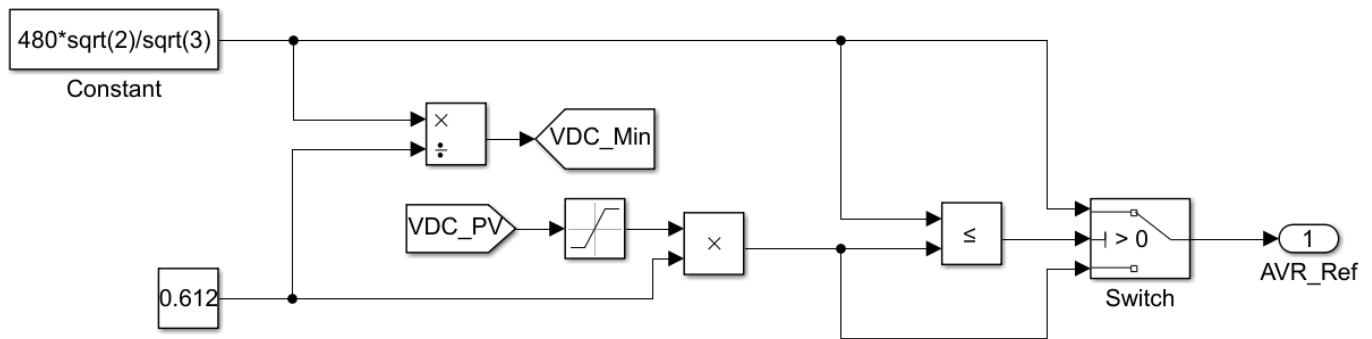 480*sqrt(2)/sqrt(3)
Constant
×
÷
VDC_Min
VDC_PV
×
≤
> 0
1
AVR_Ref
0.612
Switch